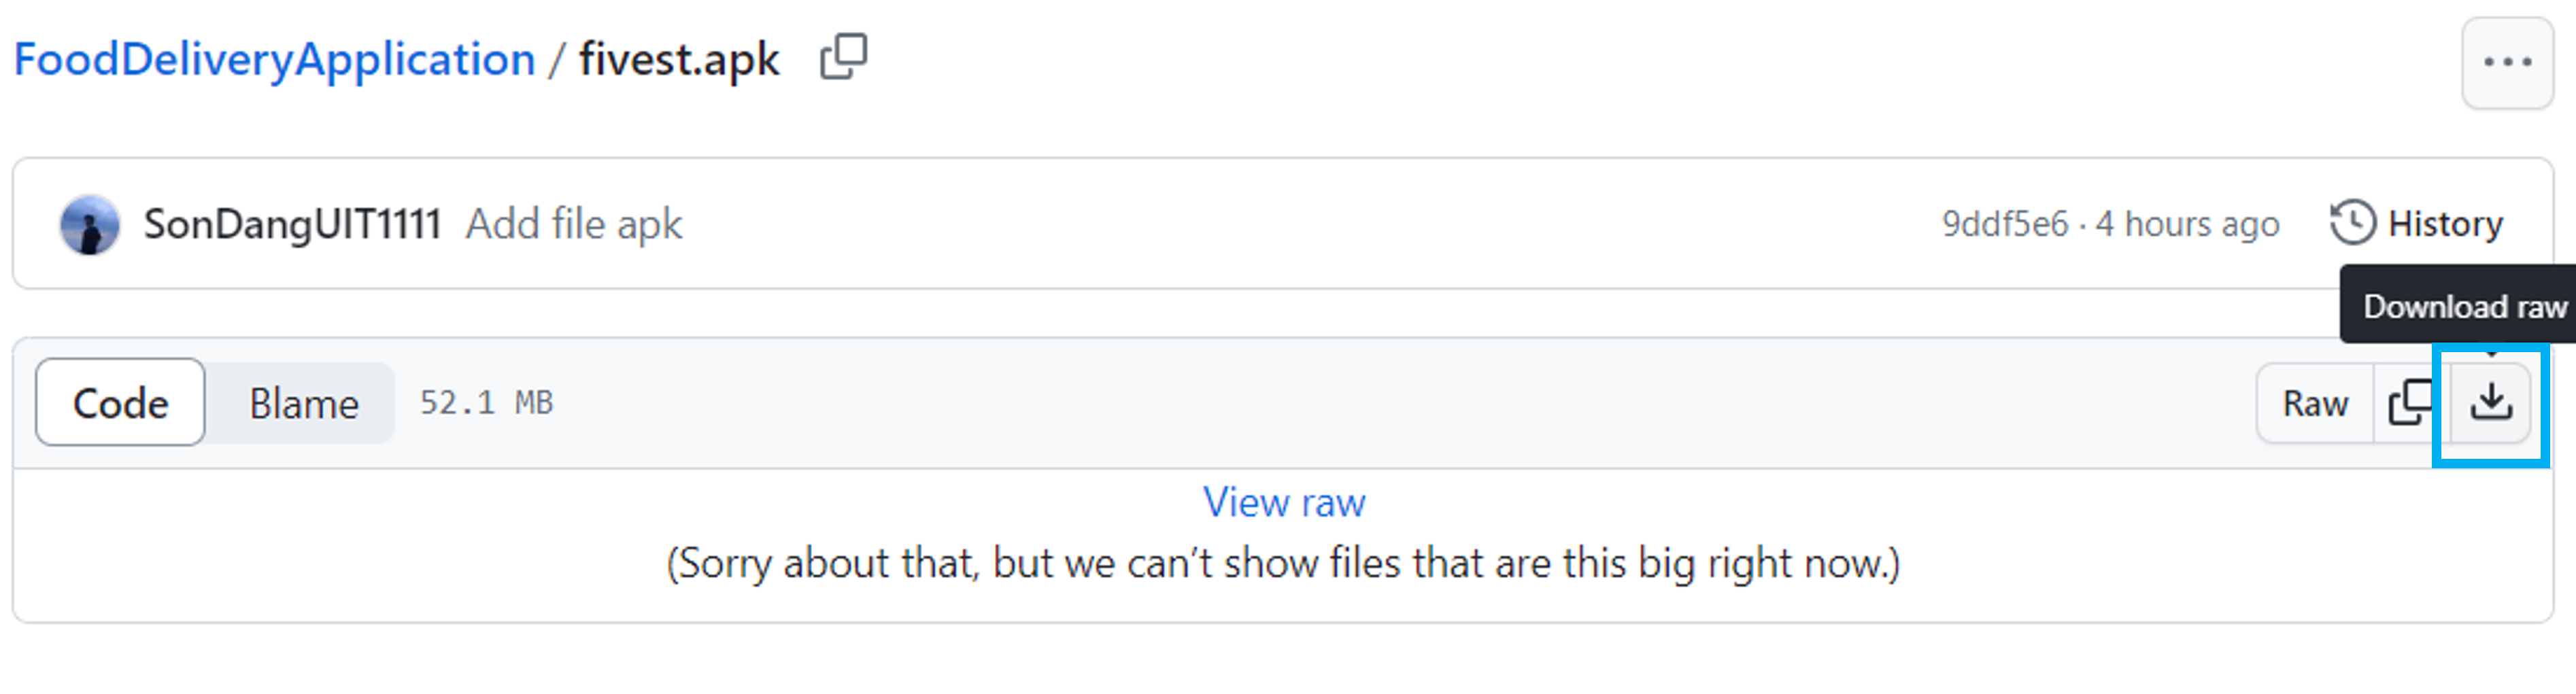 FoodDeliveryApplication / fivest.apk
SonDangUIT1111 Add file apk 9ddf5e6 · 4 hours ago History
Download raw
Code Blame 52.1 MB Raw
View raw
(Sorry about that, but we can’t show files that are this big right now.)